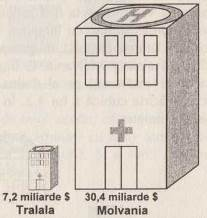 7,2 miliarde $ 30,4 miliarde $
Tralala Molvania